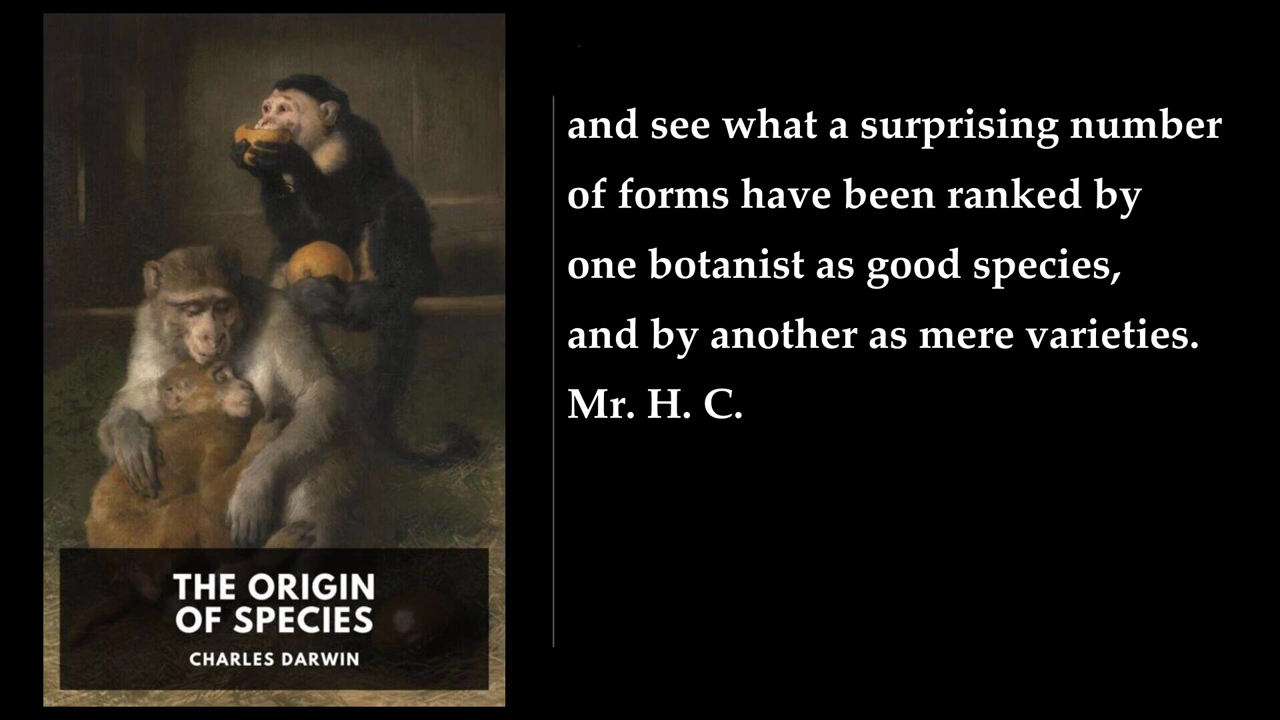 and see what a surprising number
of forms have been ranked by
one botanist as good species,
and by another as mere varieties.
Mr. H. C.
THE ORIGIN
OF SPECIES
CHARLES DARWIN